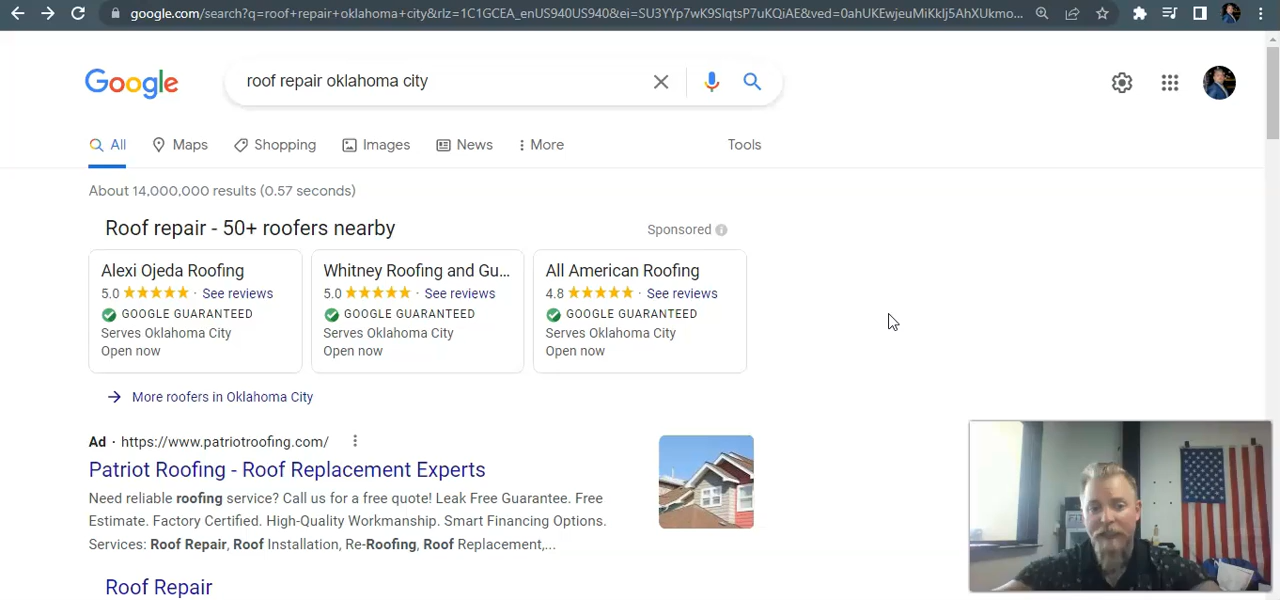 google.com/search?q=roof+repair+oklahoma+city&rlz=1C1GCEA_enUS940US940&ei=SU3YYp7wK9SlqtsP7uKQiAE&ved=0ahUKEwjeuMiKkIj5AhXUkmo...
Google
roof repair oklahoma city
All
Maps
Shopping
Images
News
More
Tools
About 14,000,000 results (0.57 seconds)
Roof repair - 50+ roofers nearby
Sponsored
Alexi Ojeda Roofing
5.0 ★★★★★ · See reviews
GOOGLE GUARANTEED
Serves Oklahoma City
Open now
Whitney Roofing and Gu...
5.0 ★★★★★ · See reviews
GOOGLE GUARANTEED
Serves Oklahoma City
Open now
All American Roofing
4.8 ★★★★★ · See reviews
GOOGLE GUARANTEED
Serves Oklahoma City
Open now
More roofers in Oklahoma City
Ad · https://www.patriotroofing.com/
Patriot Roofing - Roof Replacement Experts
Need reliable roofing service? Call us for a free quote! Leak Free Guarantee. Free
Estimate. Factory Certified. High-Quality Workmanship. Smart Financing Options.
Services: Roof Repair, Roof Installation, Re-Roofing, Roof Replacement,...
Roof Repair